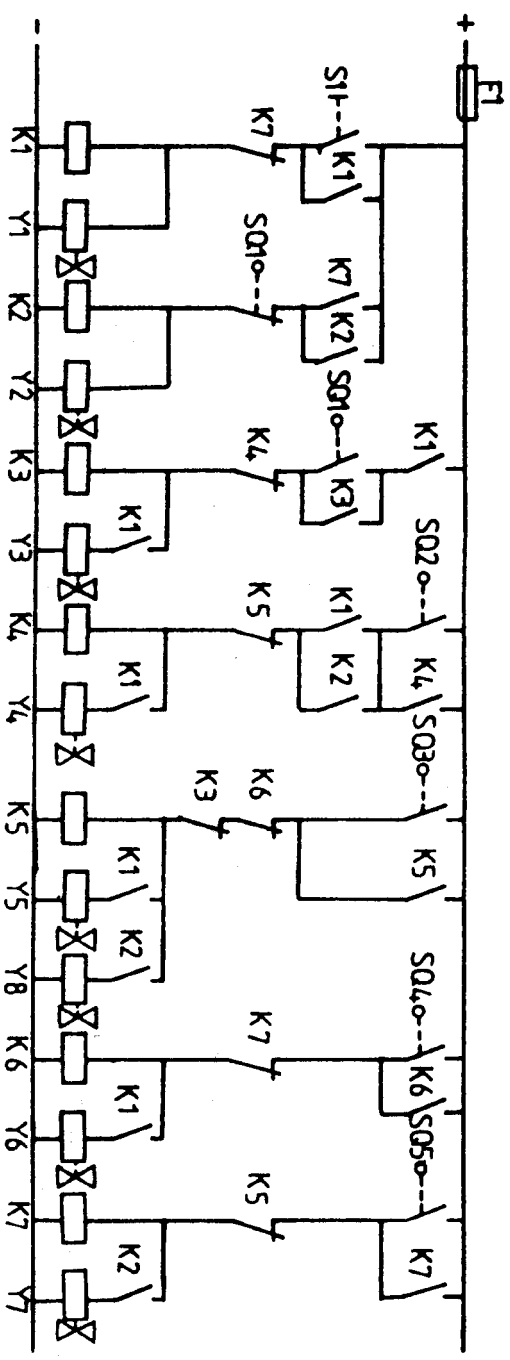 - +
F1
S1 K1
K7
K1 Y1
K7 K2
SQ1
K2 Y2
K1
SQ1 K3
K4
K1
K3 Y3
SQ2 K4
K1 K2
K5
K1
K4 Y4
SQ3 K5
K6
K3
K1 K2
K5 Y5 Y8
SQ4 K6
K7
K1
K6 Y6
SQ5 K7
K5
K2
K7 Y7